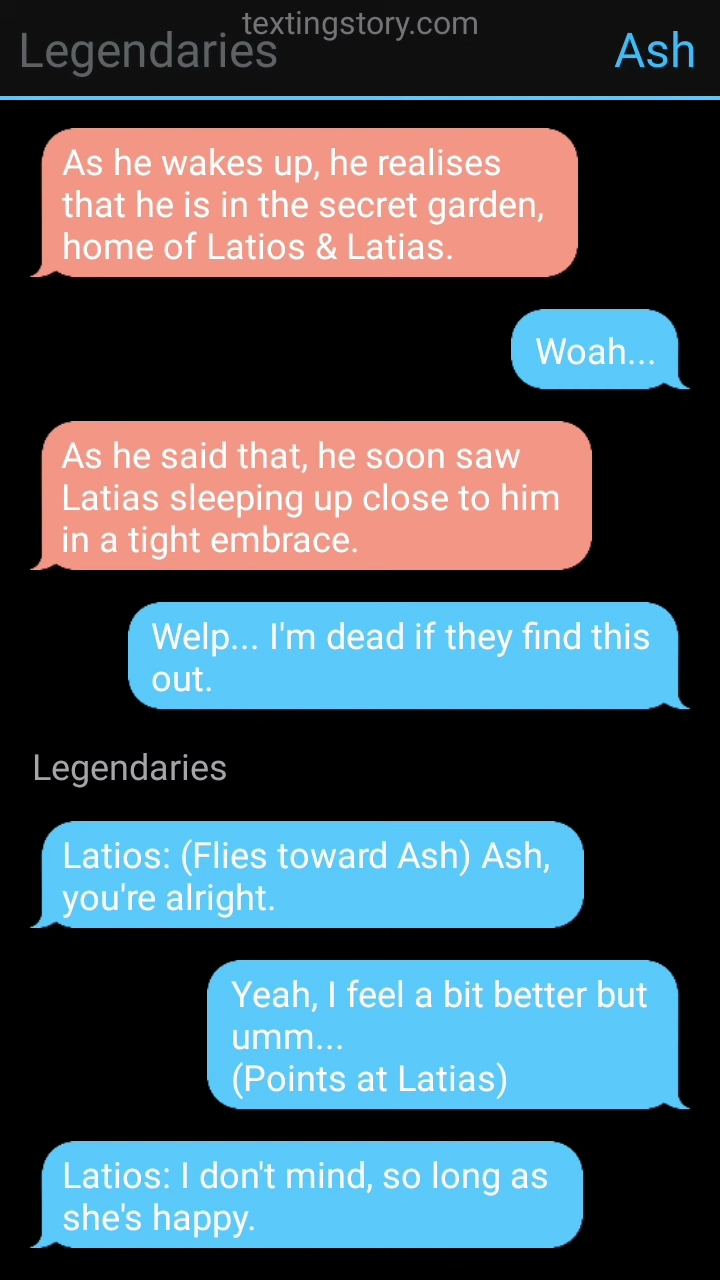 textingstory.com
Legendaries
Ash
As he wakes up, he realises
that he is in the secret garden,
home of Latios & Latias.
Woah...
As he said that, he soon saw
Latias sleeping up close to him
in a tight embrace.
Welp... I'm dead if they find this
out.
Legendaries
Latios: (Flies toward Ash) Ash,
you're alright.
Yeah, I feel a bit better but
umm...
(Points at Latias)
Latios: I don't mind, so long as
she's happy.